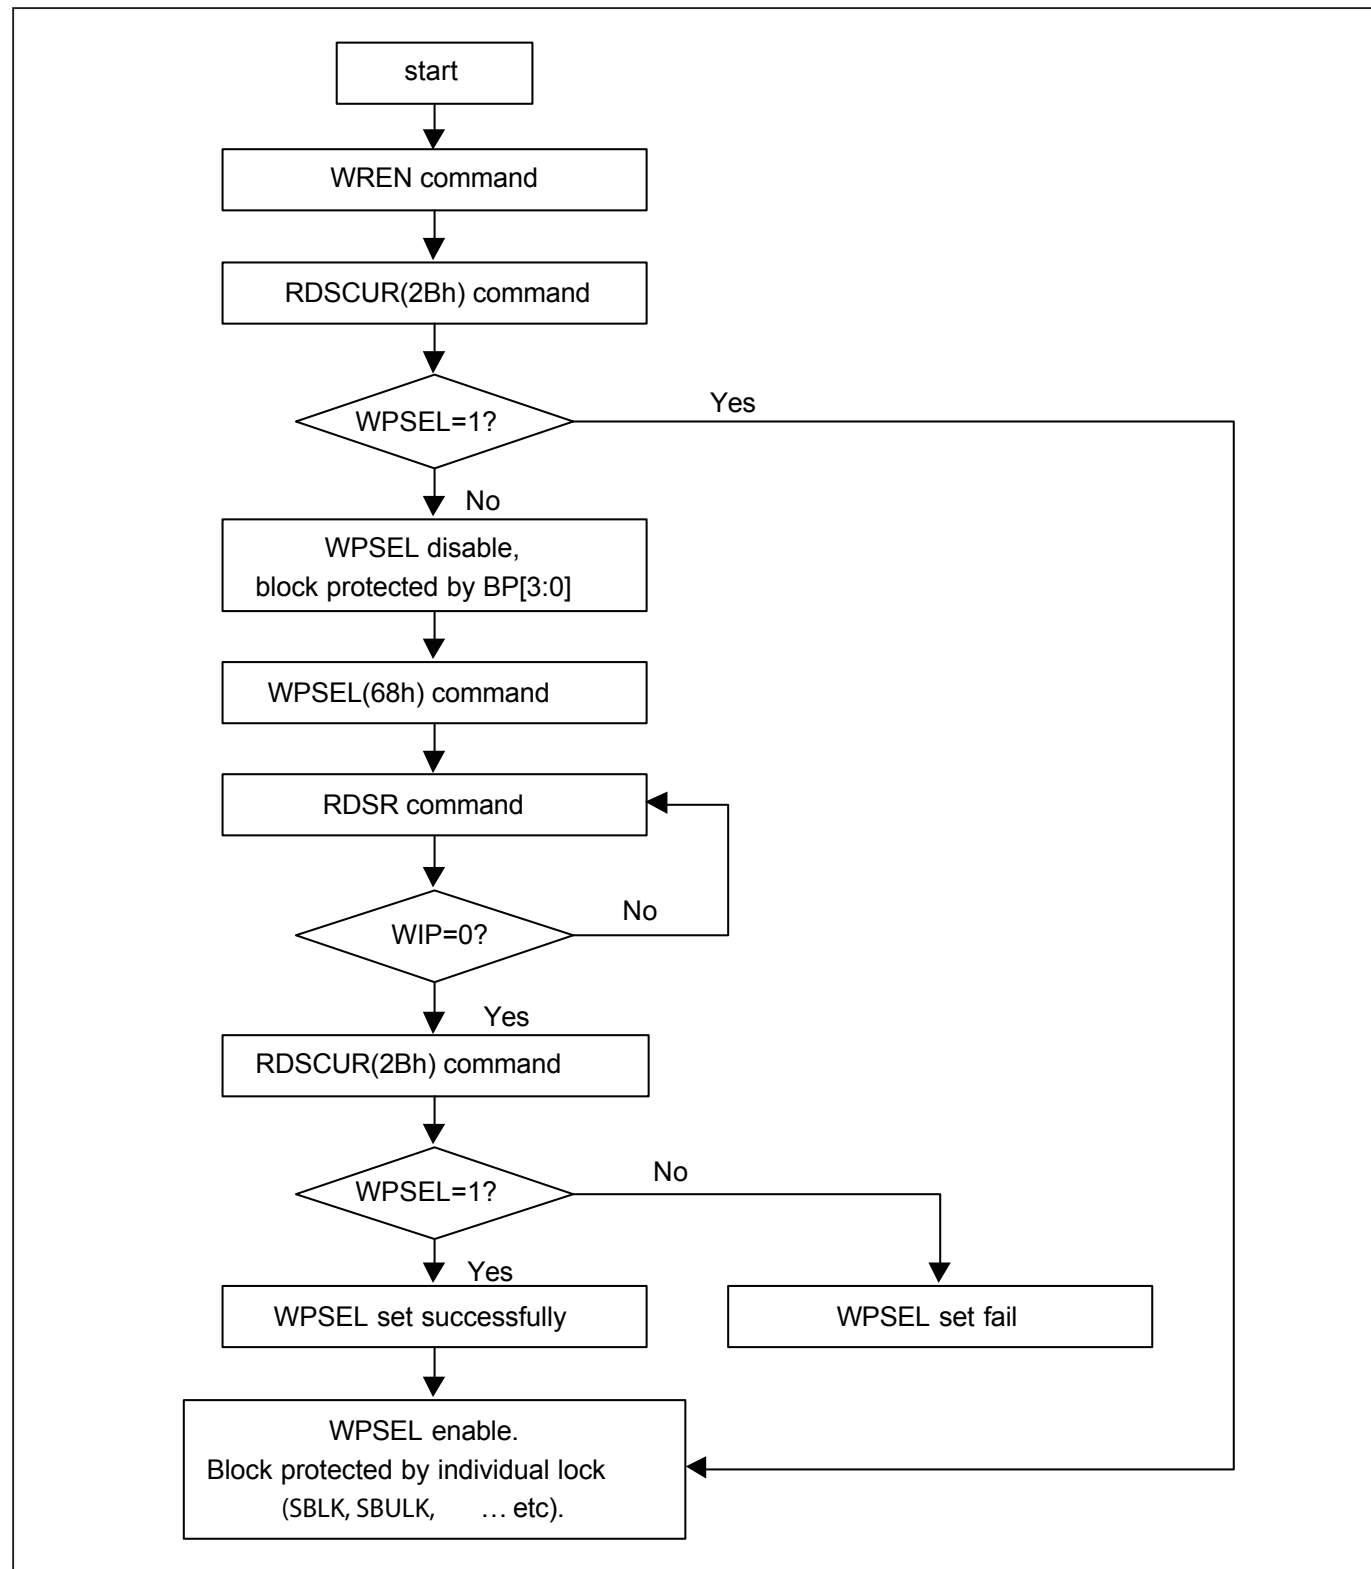 start
WREN command
RDSCUR(2Bh) command
WPSEL=1?
Yes
No
WPSEL disable,
block protected by BP[3:0]
WPSEL(68h) command
RDSR command
WIP=0?
No
Yes
RDSCUR(2Bh) command
WPSEL=1?
No
Yes
WPSEL set successfully
WPSEL set fail
WPSEL enable.
Block protected by individual lock
(SBLK, SBULK, … etc).